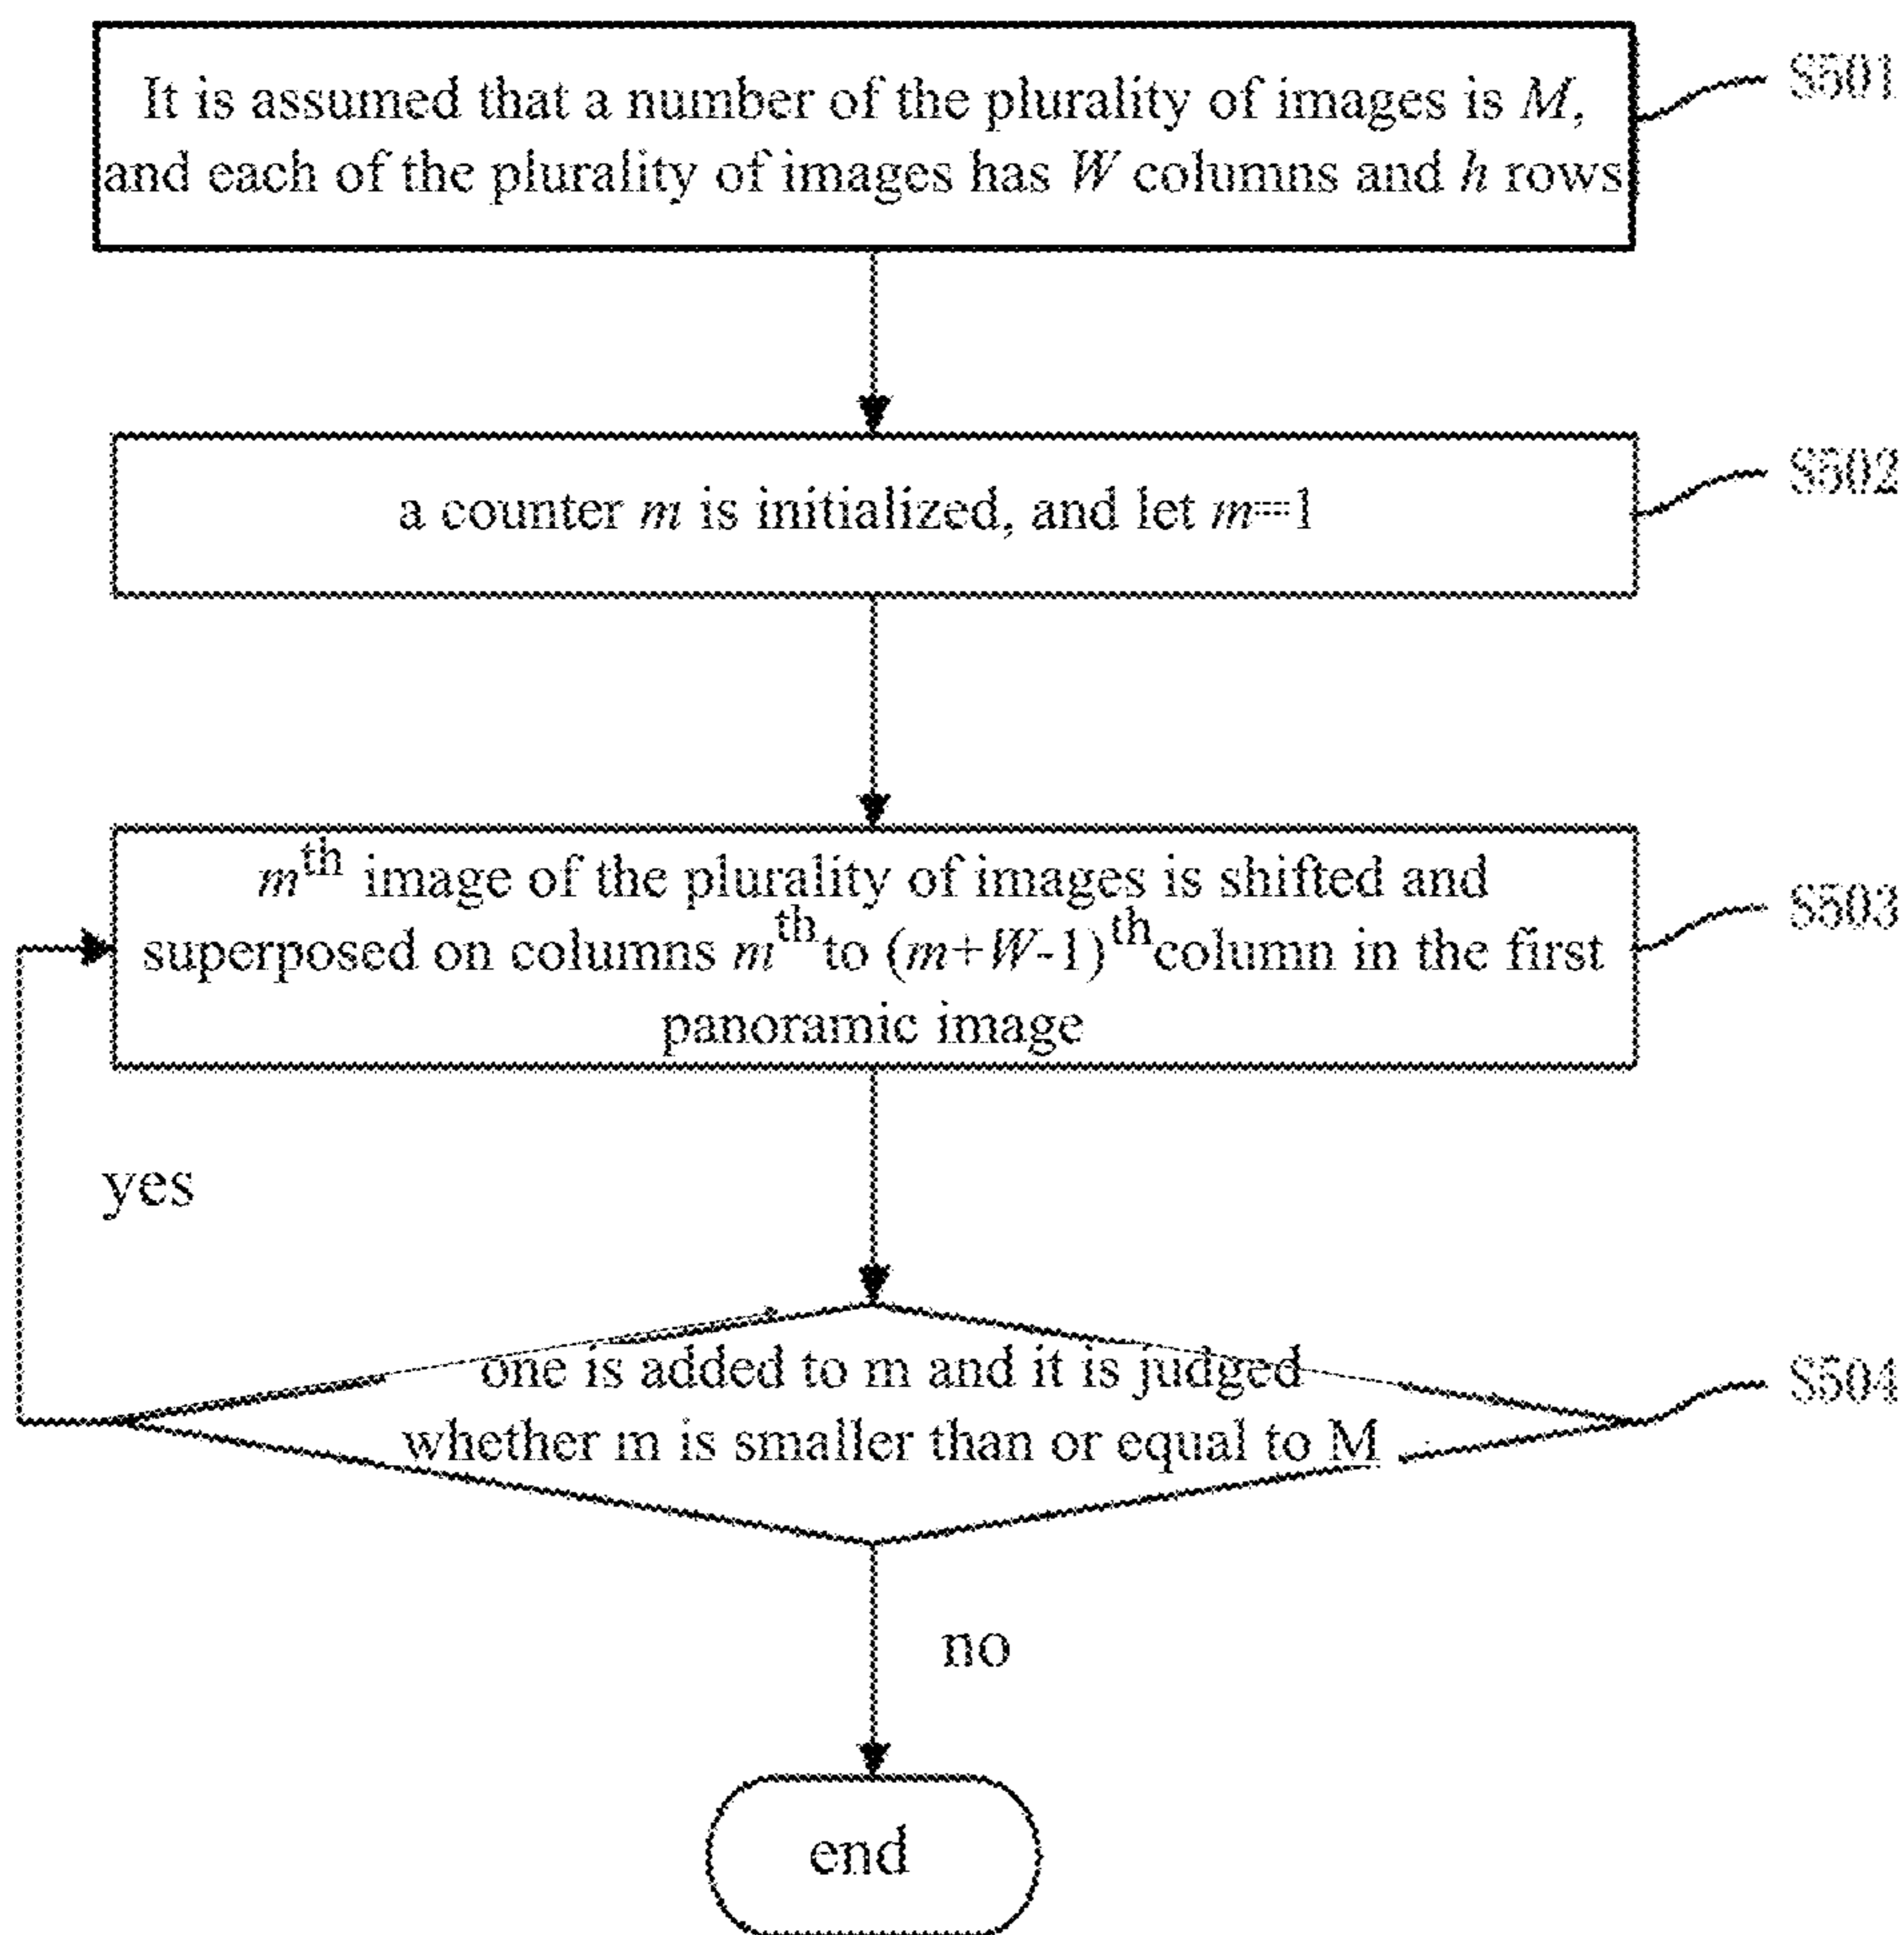 It is assumed that a number of the plurality of images is M,
and each of the plurality of images has W columns and h rows
S501
a counter m is initialized, and let m=1
S502
mth image of the plurality of images is shifted and
superposed on columns mth to (m+W-1)th column in the first
panoramic image
S503
yes
one is added to m and it is judged
whether m is smaller than or equal to M
S504
no
end